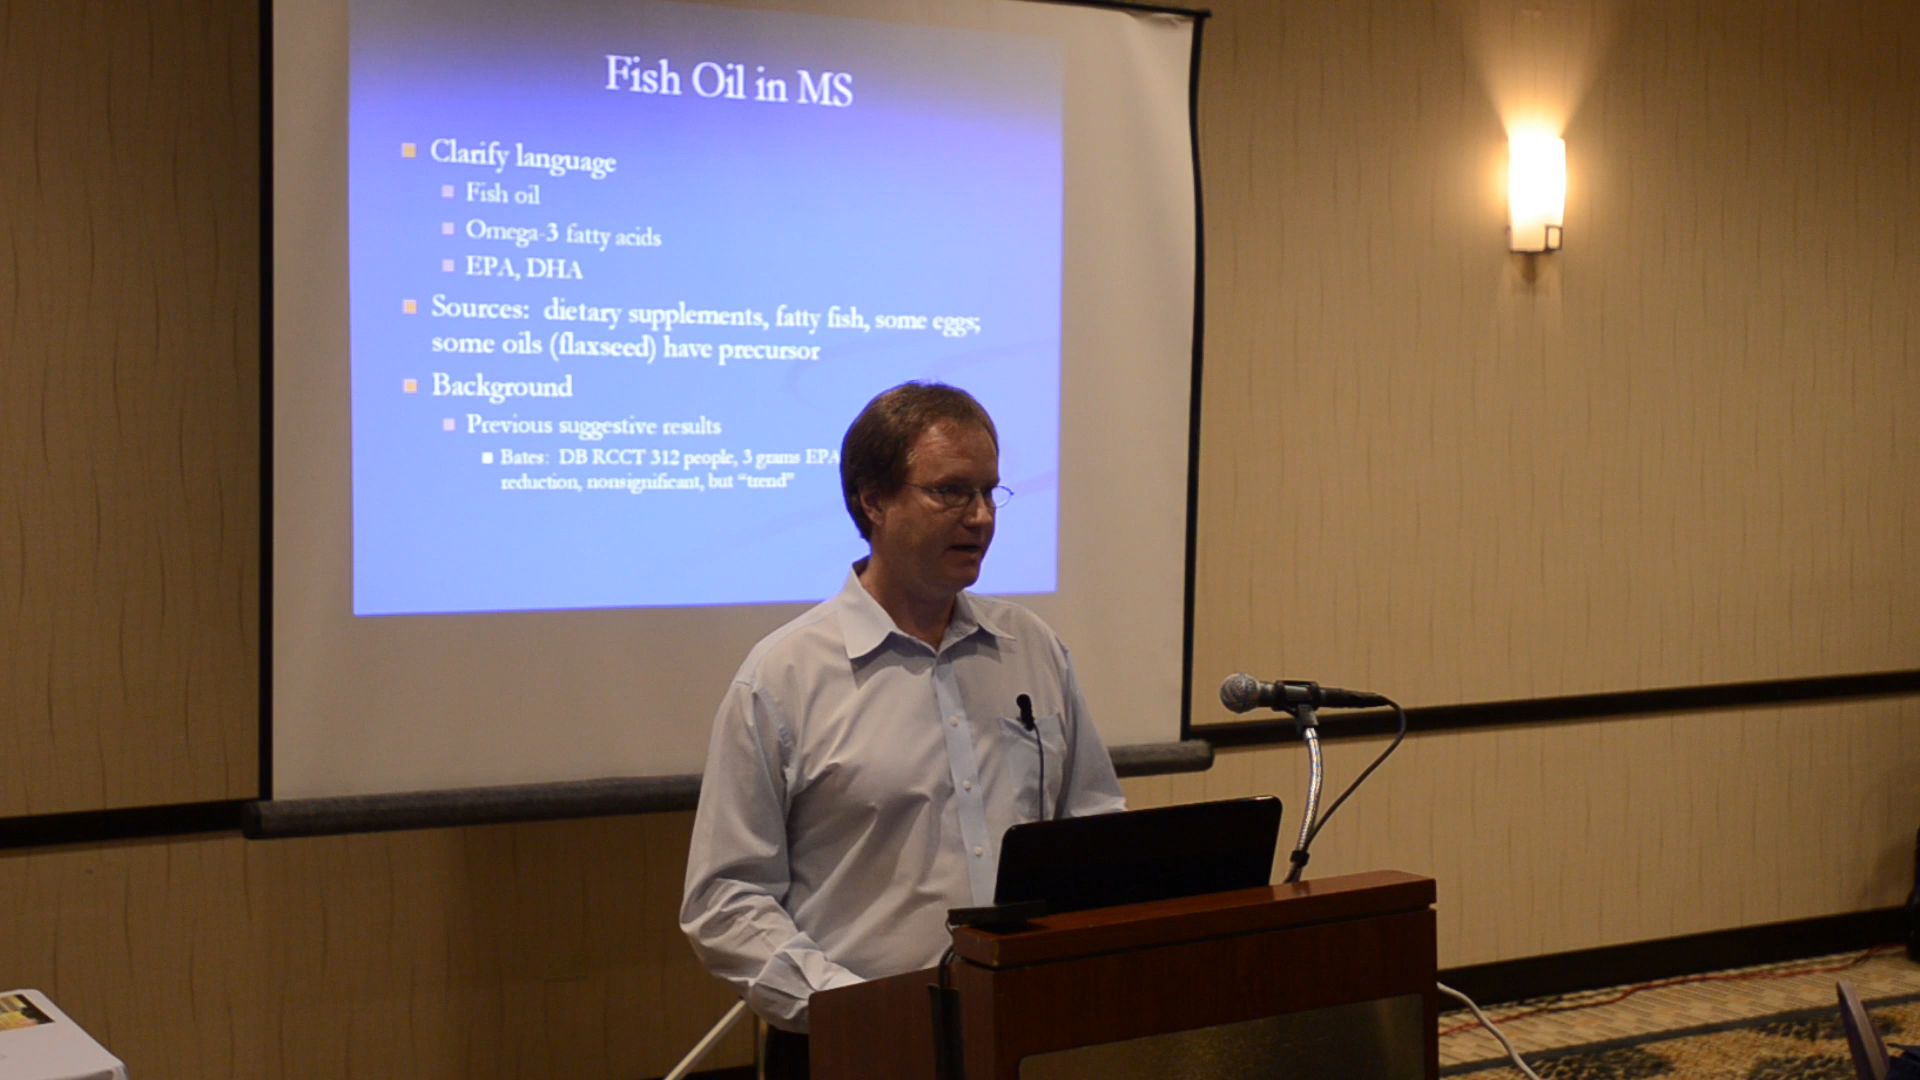 Fish Oil in MS
Clarify language
Fish oil
Omega-3 fatty acids
EPA, DHA
Sources: dietary supplements, fatty fish, some eggs;
some oils (flaxseed) have precursor
Background
Previous suggestive results
Bates: DB RCCT 312 people, 3 grams EPA
reduction, nonsignificant, but “trend”